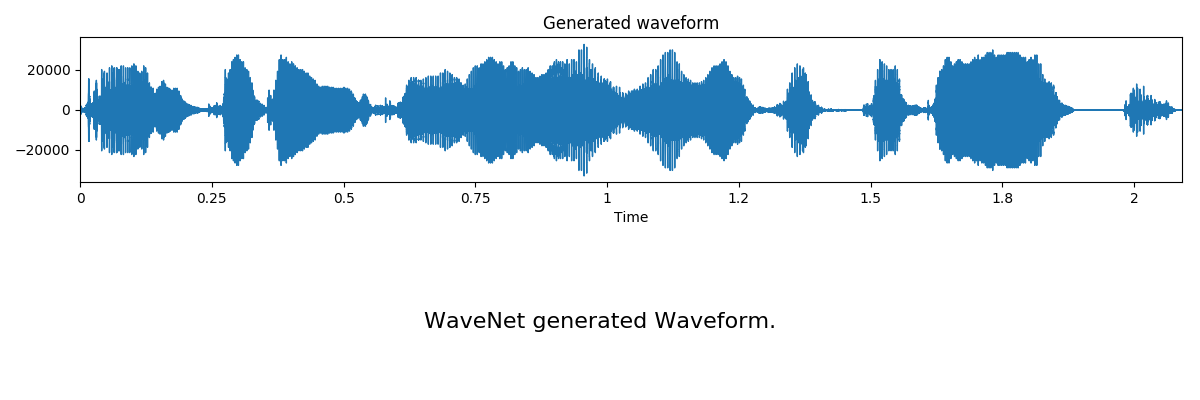 Generated waveform
20000
0
−20000
0 0.25 0.5 0.75 1 1.2 1.5 1.8 2
Time
WaveNet generated Waveform.